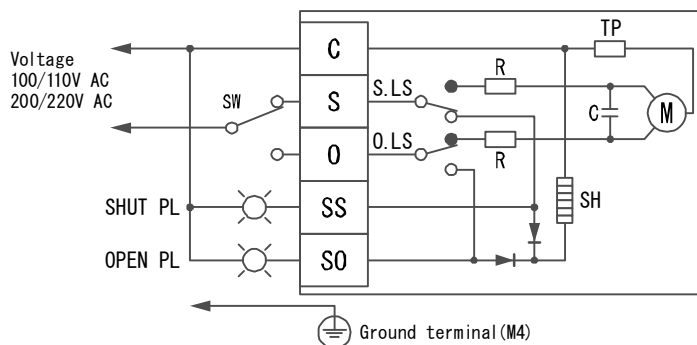 Voltage
100/110V AC
200/220V AC
SW
SHUT PL
OPEN PL
C
S
O
SS
SO
S.LS
O.LS
R
R
TP
C
M
SH
Ground terminal(M4)